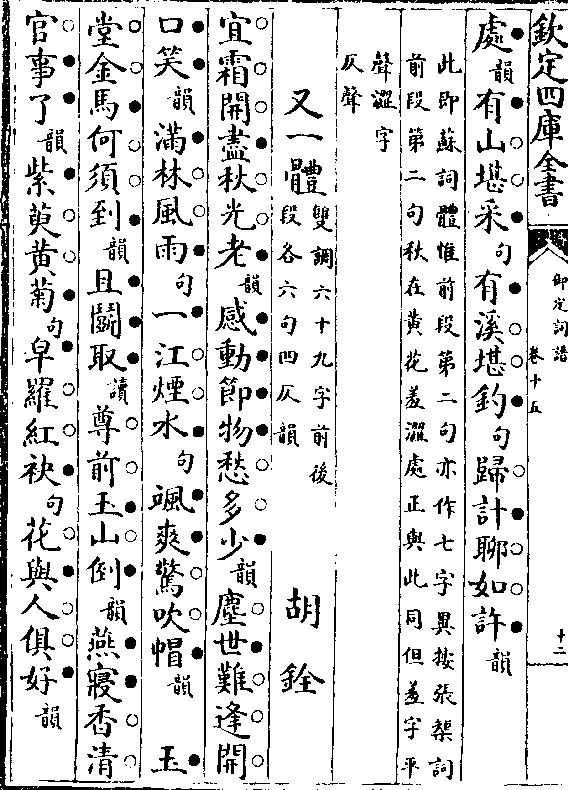 欽定四庫全書
御定詞譜
卷十五
十二
處韻有山堪采句有溪堪釣句歸計聊如許韻
此即蘇詞體惟前段第二句亦作七字異按張榘詞
前段第二句秋在黄花羞澀處正與此同但羞字平
聲澀字
仄聲
又一體雙調六十九字前後
段各六句四仄韻
胡銓
宜霜開盡秋光老韻感動節物愁多少韻塵世難逢開
口笑韻滿林風雨句一江煙水句颯爽驚吹帽韻玉
堂金馬何須到韻且鬭取讀尊前玉山倒韻燕寢香清
官事了韻紫萸黄菊句皁羅紅袂句花與人俱好韻